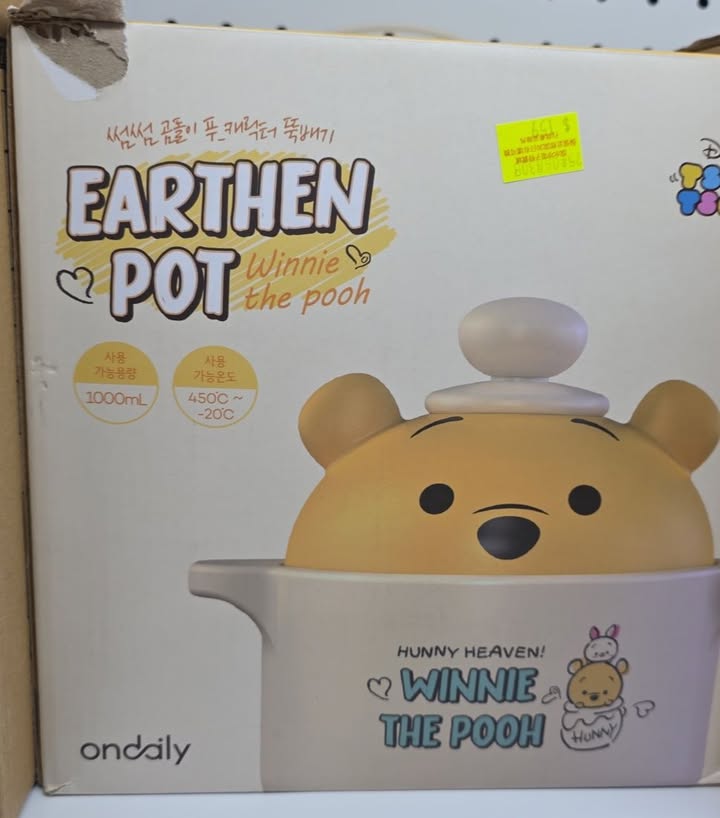 썸썸 곰돌이 푸_캐릭터 뚝배기
EARTHEN
POT
Winnie
the pooh
사용
가능용량
1000mL
사용
가능온도
450℃ ~
-20℃
HUNNY HEAVEN!
WINNIE
THE POOH
HUNNY
ondaily